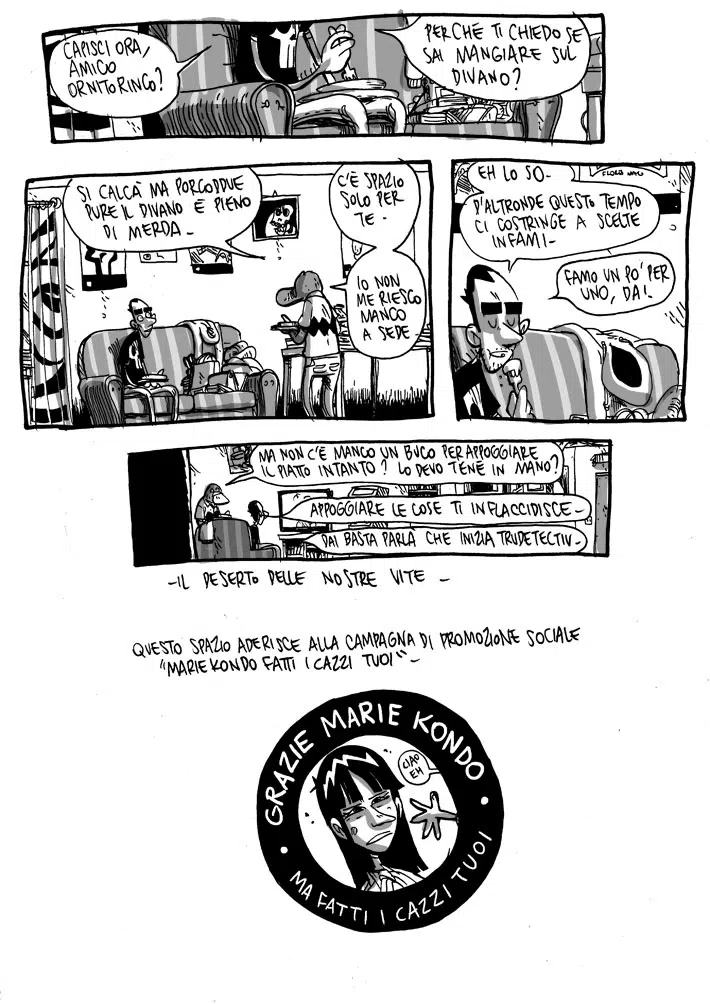 CAPISCI ORA,
AMICO
ORNITORINCO?
PERCHÉ TI CHIEDO SE
SAI MANGIARE SUL
DIVANO?
SI CALCÀ MA PORCODDUE
PURE IL DIVANO È PIENO
DI MERDA -
C'È SPAZIO
SOLO PER
TE -
IO NON
ME RIESCO
MANCO
A SEDE
EH LO SO -
D'ALTRONDE QUESTO TEMPO
CI COSTRINGE A SCELTE
INFAMI -
FAMO UN PO' PER
UNO, DAI.
MA NON C'È MANCO UN BUCO PER APPOGGIARE
IL PIATTO INTANTO? LO DEVO TENÉ IN MANO?
APPOGGIARE LE COSE TI INFLACCIDISCE -
DAI BASTA PARLÀ CHE INIZIA TRUDETECTIV -
- IL DESERTO DELLE NOSTRE VITE -
QUESTO SPAZIO ADERISCE ALLA CAMPAGNA DI PROMOZIONE SOCIALE
"MARIE KONDO FATTI I CAZZI TUOI" -
GRAZIE MARIE KONDO
CIAO
EH
MA FATTI I CAZZI TUOI